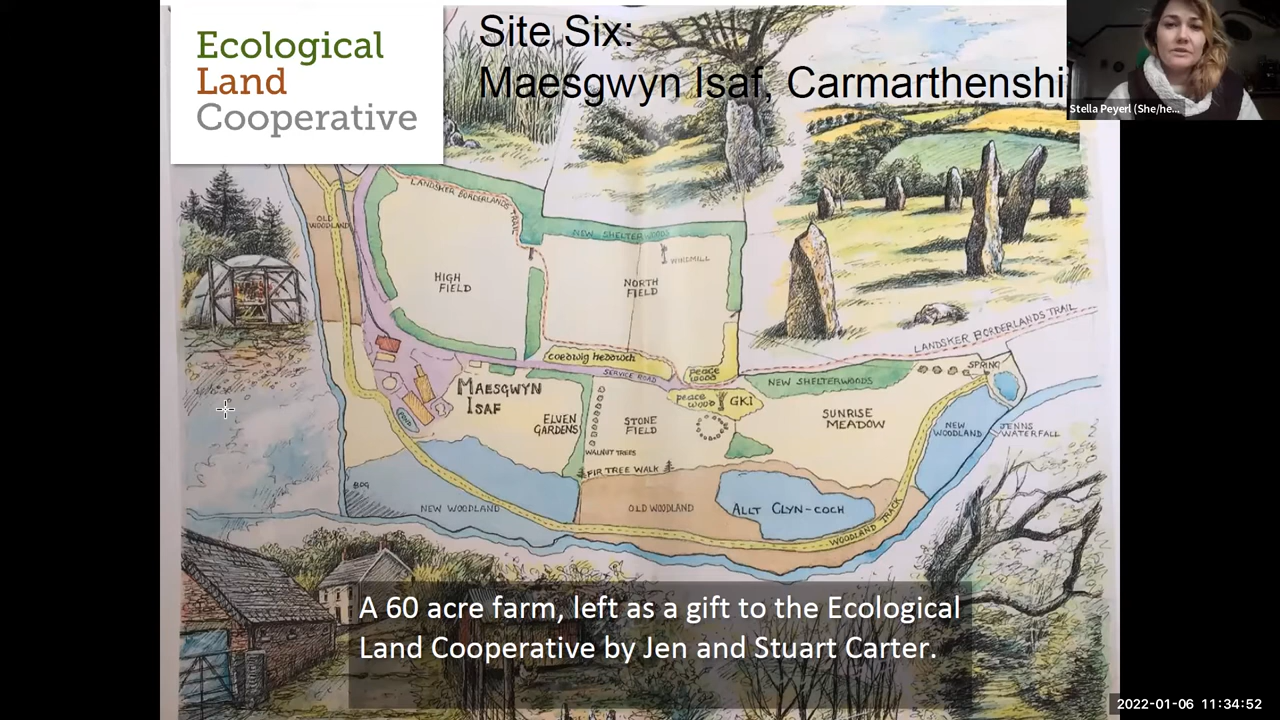 Ecological
Land
Cooperative
Site Six:
Maesgwyn Isaf, Carmarthenshi
Stella Peyerl (She/he...
LANDSKER BORDERLANDS TRAIL
OLD
WOODLAND
NEW SHELTERWOODS
WINDMILL
HIGH
FIELD
NORTH
FIELD
LANDSKER BORDERLANDS TRAIL
coedwig heddwch
SERVICE ROAD
peace
wood
SPRING
NEW SHELTERWOODS
MAESGWYN
ISAF
peace wood
GKI
ELVEN
GARDENS
STONE
FIELD
SUNRISE
MEADOW
NEW
WOODLAND
JENNS
WATERFALL
WALNUT TREES
FIR TREE WALK
NEW WOODLAND
OLD WOODLAND
ALLT CLYN-COCH
WOODLAND TRACK
A 60 acre farm, left as a gift to the Ecological
Land Cooperative by Jen and Stuart Carter.
2022-01-06 11:34:52